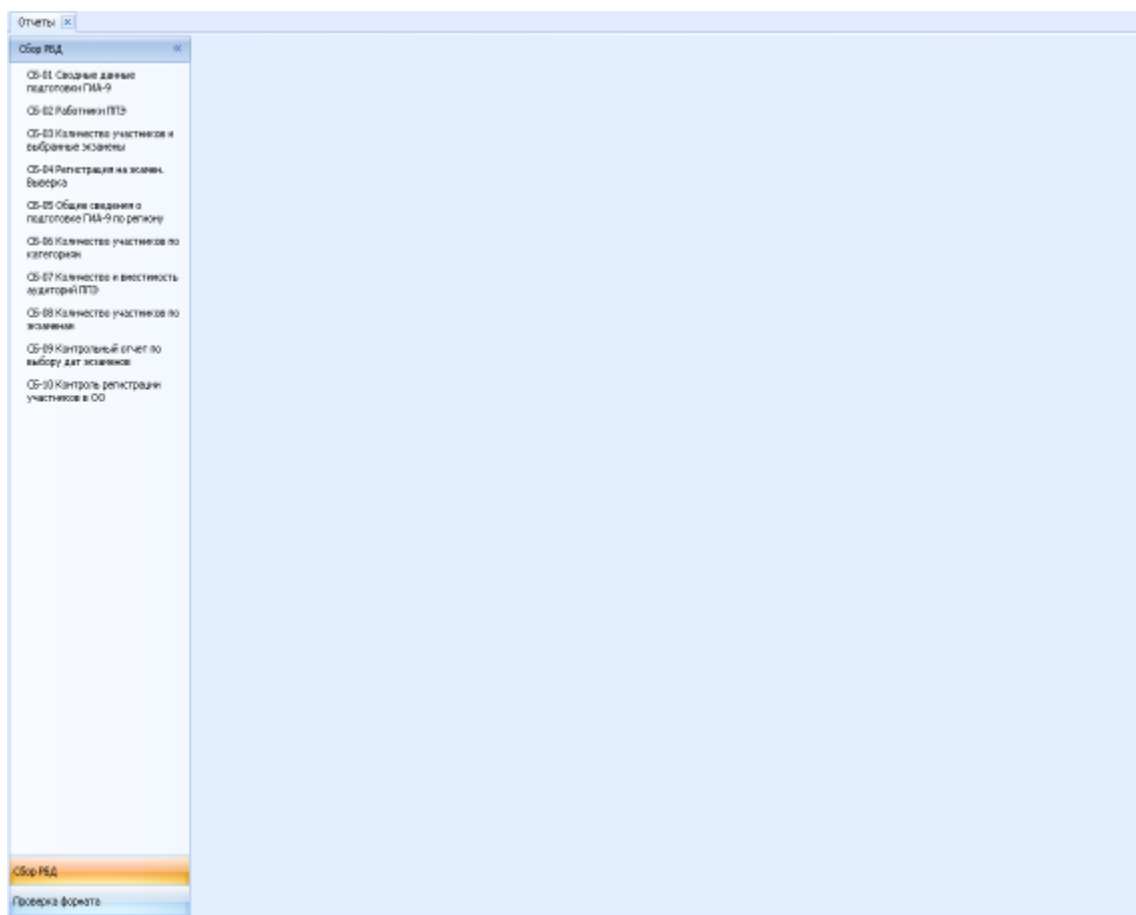 Отчеты
Сбор РБД
СБ-01 Сводные данные
подготовки ГИА-9
СБ-02 Работники ППЭ
СБ-03 Количество участников и
выбранные экзамены
СБ-04 Регистрация на экзамен.
Выверка
СБ-05 Общие сведения о
подготовке ГИА-9 по региону
СБ-06 Количество участников по
категориям
СБ-07 Количество и вместимость
аудиторий ППЭ
СБ-08 Количество участников по
экзаменам
СБ-09 Контрольный отчет по
выбору дат экзаменов
СБ-10 Контроль регистрации
участников в ОО
Сбор РБД
Проверка формата